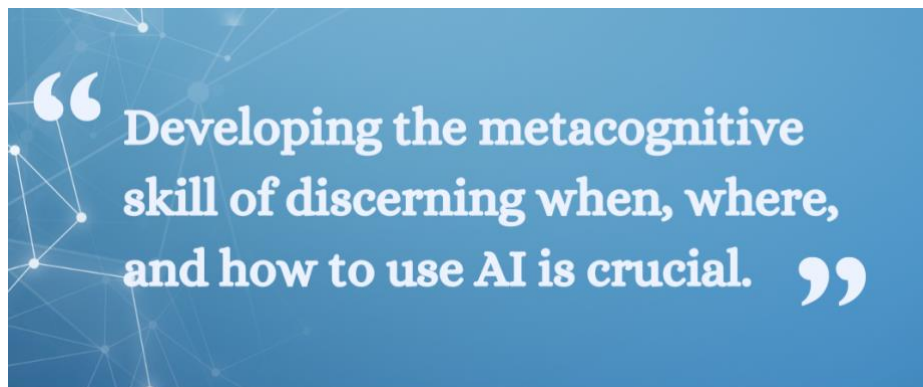 “ Developing the metacognitive
skill of discerning when, where,
and how to use AI is crucial. ”